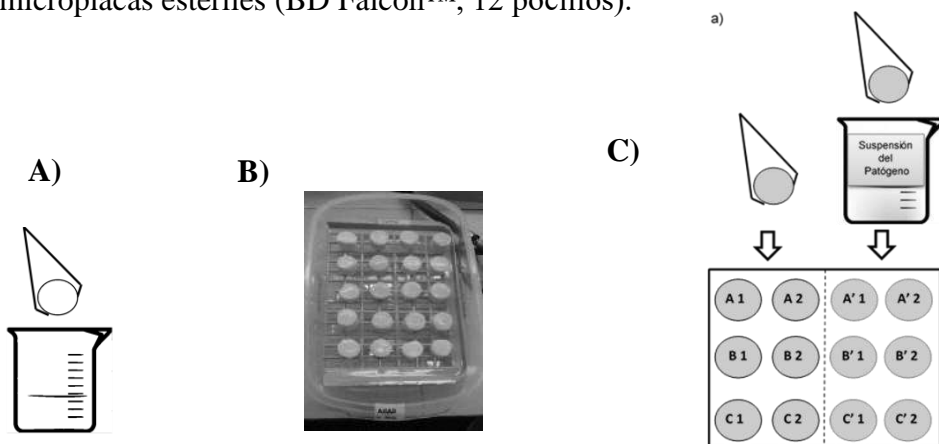 microplacas estériles (BD Falcon™, 12 pocillos).
a)
A)
B)
C)
Suspensión
del
Patógeno
A 1 A 2 A’ 1 A’ 2
B 1 B 2 B’ 1 B’ 2
C 1 C 2 C’ 1 C’ 2